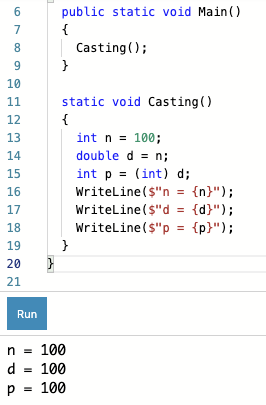 6 public static void Main()
7 {
8 Casting();
9 }
10
11 static void Casting()
12 {
13 int n = 100;
14 double d = n;
15 int p = (int) d;
16 WriteLine($"n = {n}");
17 WriteLine($"d = {d}");
18 WriteLine($"p = {p}");
19 }
20 }
21
Run
n = 100
d = 100
p = 100